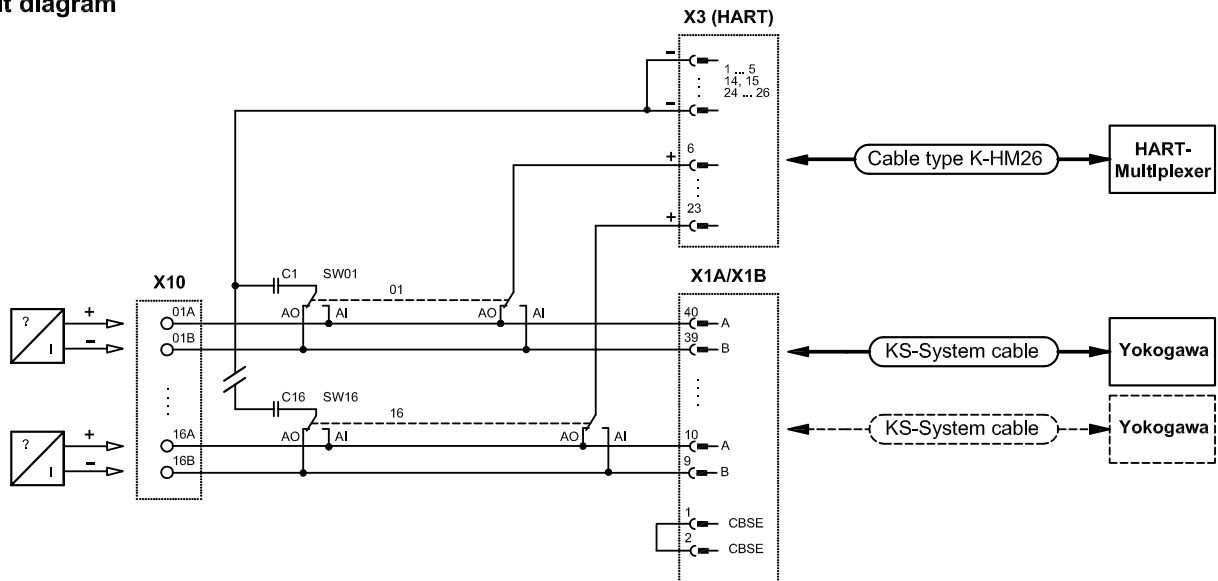 t diagram
X3 (HART)
–
1 ... 5
14, 15
24 ... 26
–
6
+
23
+
Cable type K-HM26
HART-
Multiplexer
X10
C1 SW01
01
X1A/X1B
AO AI AO AI
? I
+
01A
40
A
–
01B
39
B
KS-System cable
Yokogawa
C16 SW16
16
AO AI AO AI
? I
+
16A
10
A
–
16B
9
B
KS-System cable
Yokogawa
1
CBSE
2
CBSE